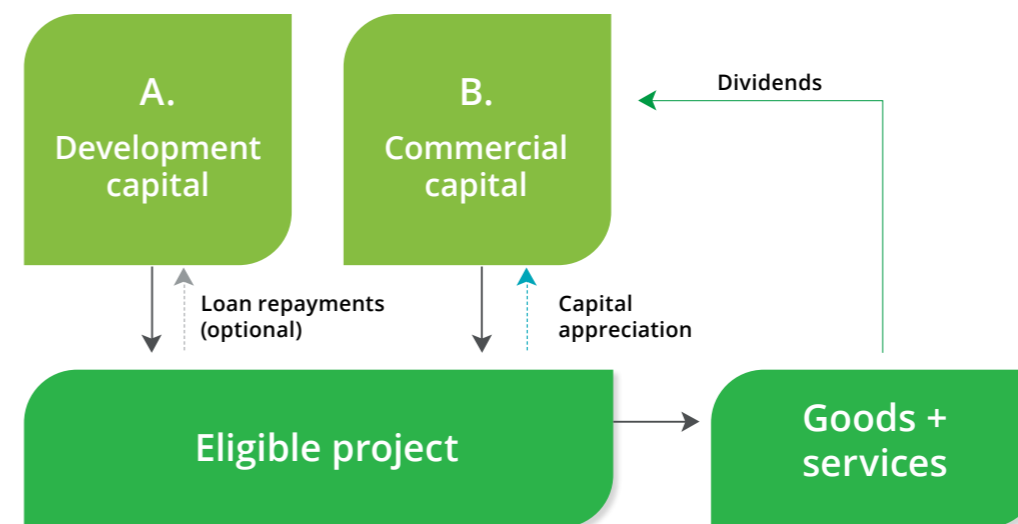 A.
Development
capital
B.
Commercial
capital
Dividends
Loan repayments
(optional)
Capital
appreciation
Eligible project
Goods +
services